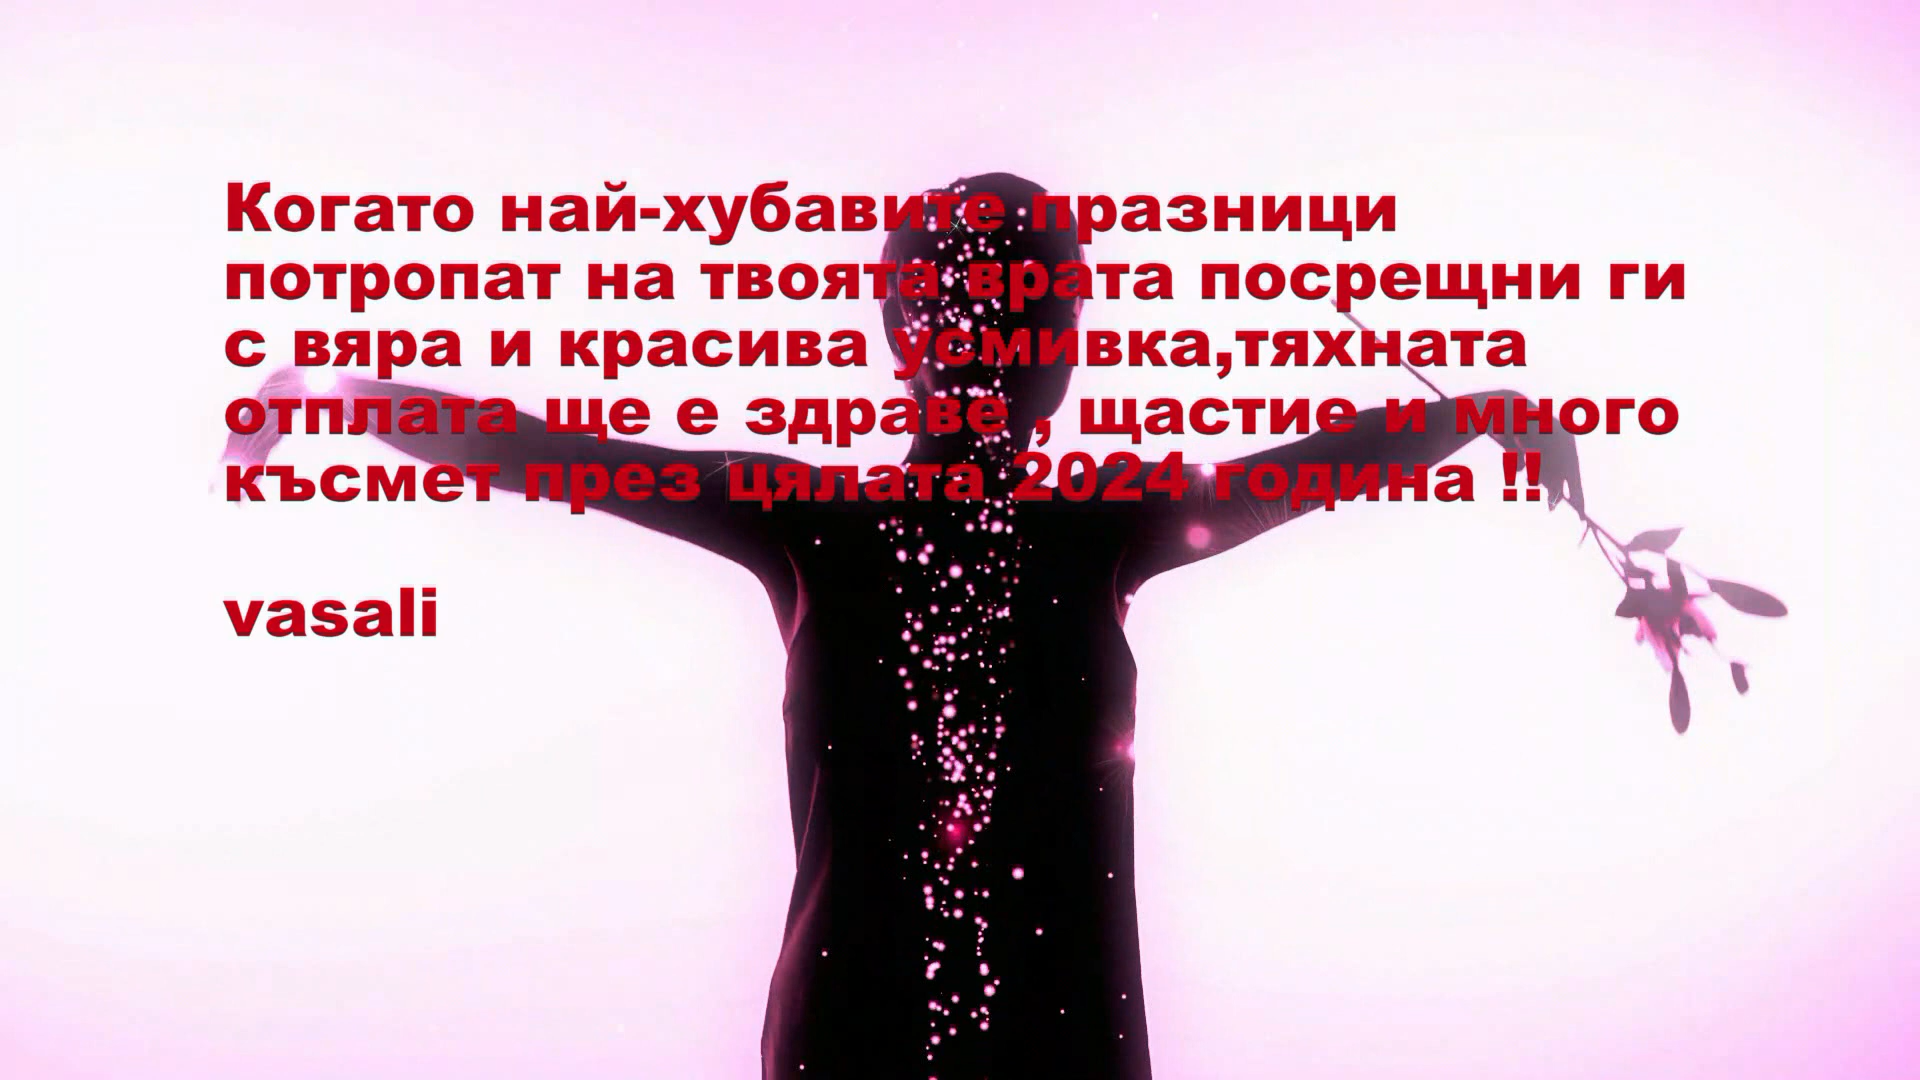 Когато най-хубавите празници
потропат на твоята врата посрещни ги
с вяра и красива усмивка,тяхната
отплата ще е здраве , щастие и много
късмет през цялата 2024 година !!
vasali